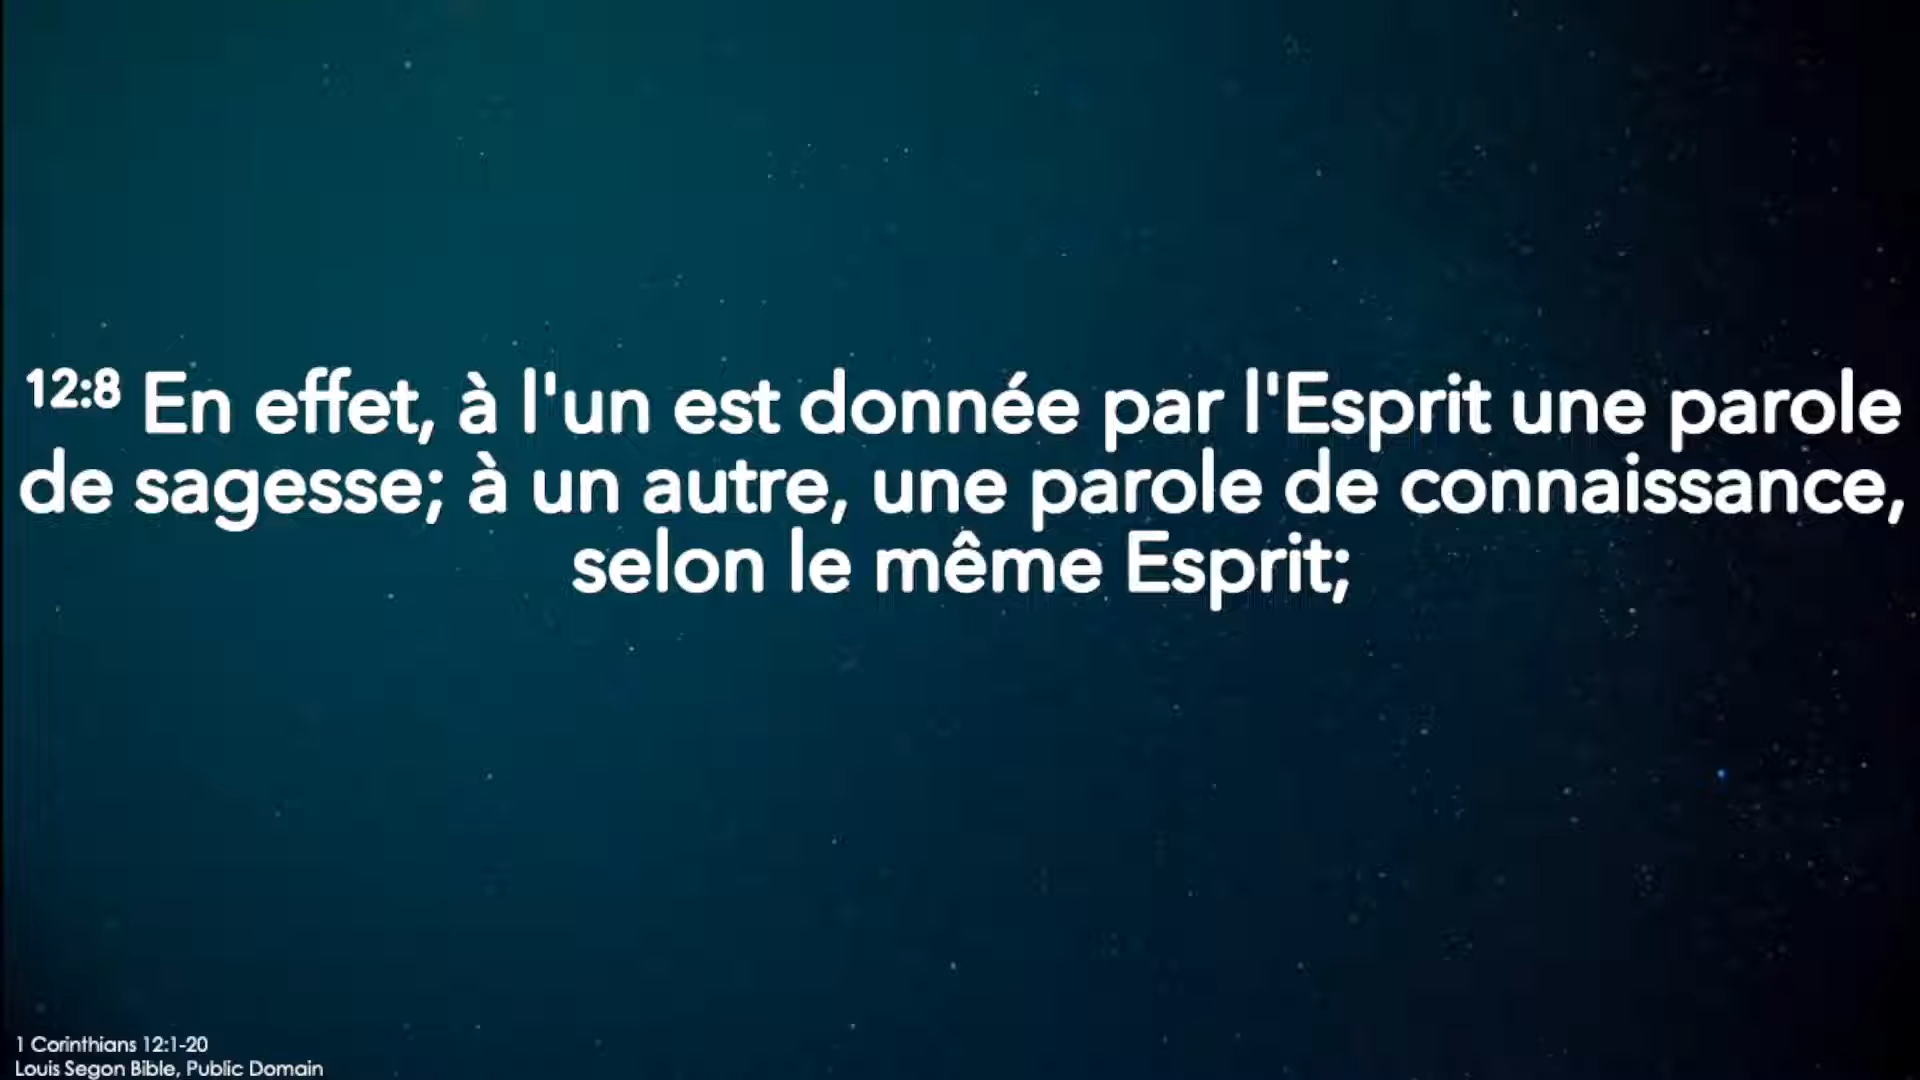 12:8 En effet, à l'un est donnée par l'Esprit une parole
de sagesse; à un autre, une parole de connaissance,
selon le même Esprit;
1 Corinthians 12:1-20
Louis Segon Bible, Public Domain